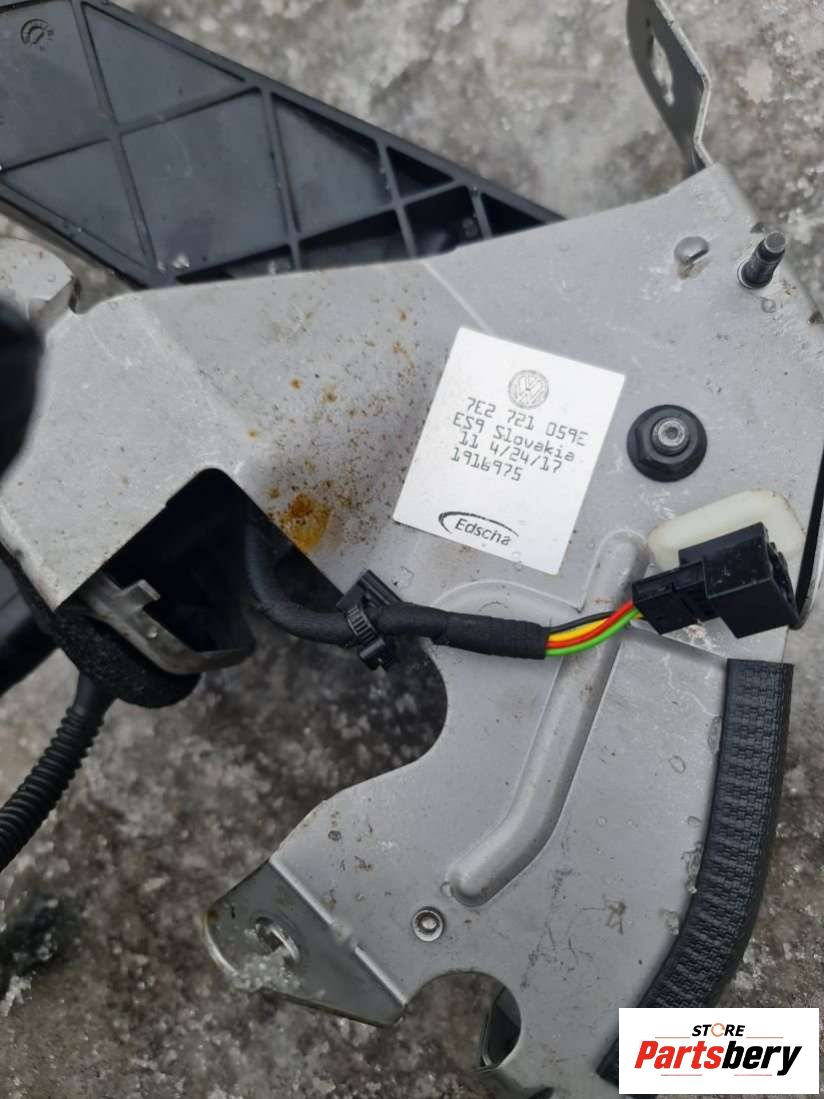 7E2 721 059E
ES9 Slovakia
11 4/24/17
1916975
Edscha
STORE
Partsbery